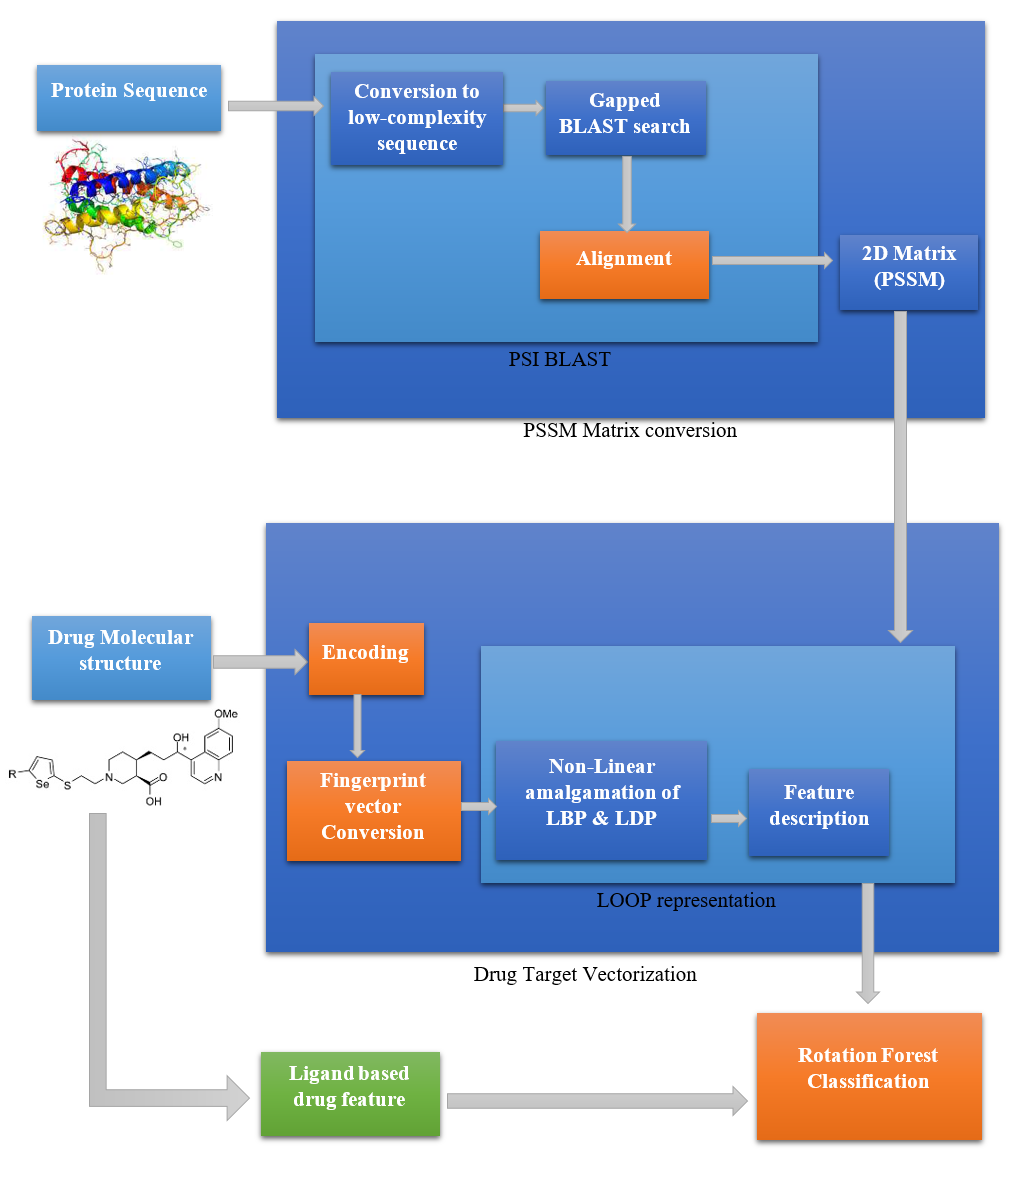 Protein Sequence
Conversion to
low-complexity
sequence
Gapped
BLAST search
Alignment
2D Matrix
(PSSM)
PSI BLAST
PSSM Matrix conversion
Drug Molecular
structure
Encoding
Fingerprint
vector
Conversion
Non-Linear
amalgamation of
LBP & LDP
Feature
description
LOOP representation
Drug Target Vectorization
OMe
OH
*
R
Se
S
N
O
OH
N
Ligand based
drug feature
Rotation Forest
Classification